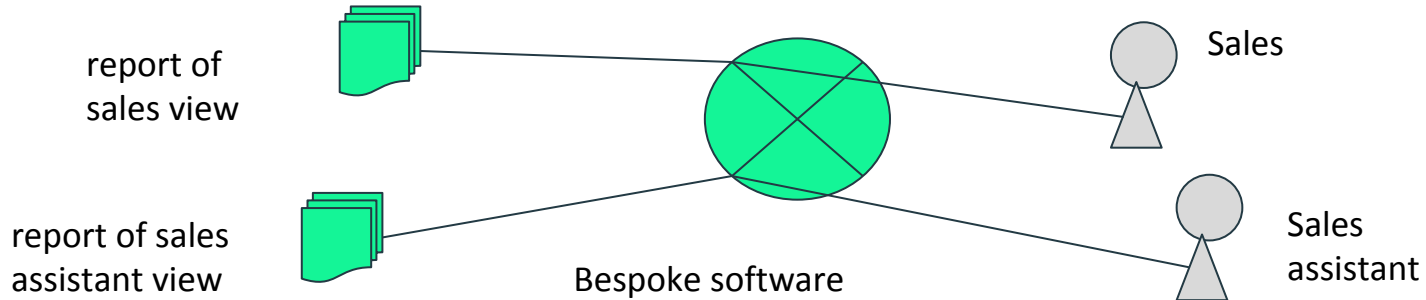 report of
sales view
Sales
report of sales
assistant view
Bespoke software
Sales
assistant